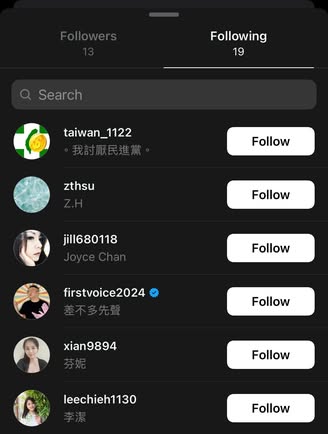 Followers
13
Following
19
Search
taiwan_1122
。我討厭民進黨。
Follow
zthsu
Z.H
Follow
jill680118
Joyce Chan
Follow
firstvoice2024
差不多先聲
Follow
xian9894
芬妮
Follow
leechieh1130
李潔
Follow